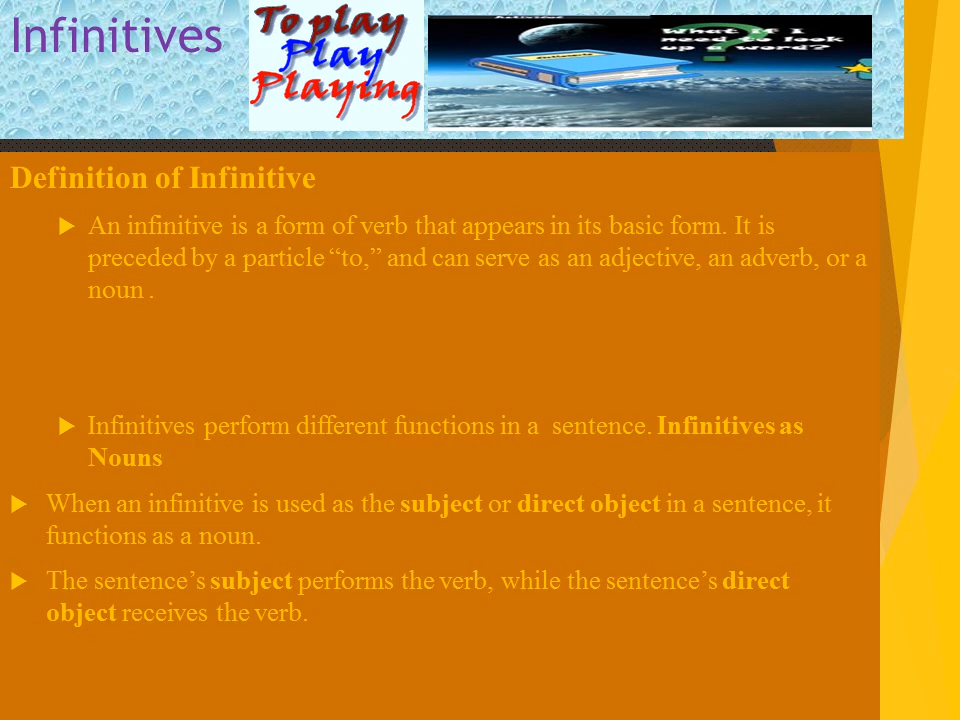 Infinitives
To play
Play
Playing
What if I
need to look
up a word?
Definition of Infinitive
An infinitive is a form of verb that appears in its basic form. It is
preceded by a particle “to,” and can serve as an adjective, an adverb, or a
noun .
Infinitives perform different functions in a  sentence. Infinitives as
Nouns
When an infinitive is used as the subject or direct object in a sentence, it
functions as a noun.
The sentence’s subject performs the verb, while the sentence’s direct
object receives the verb.